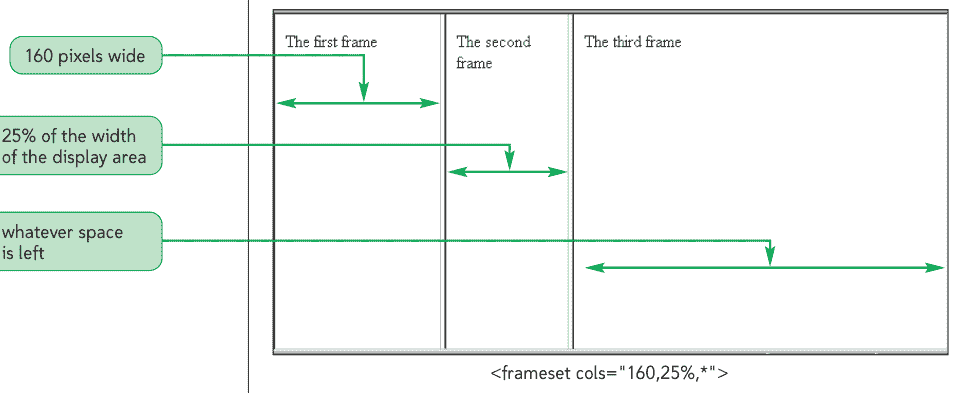 The first frame
The second
frame
The third frame
160 pixels wide
25% of the width
of the display area
whatever space
is left
<frameset cols="160,25%,*">